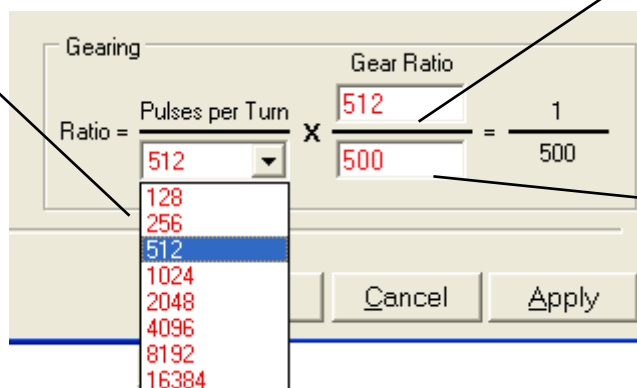 Gearing
Gear Ratio
Pulses per Turn
512
1
Ratio =
X
=
512
500
500
128
256
512
1024
2048
4096
8192
16384
Cancel
Apply